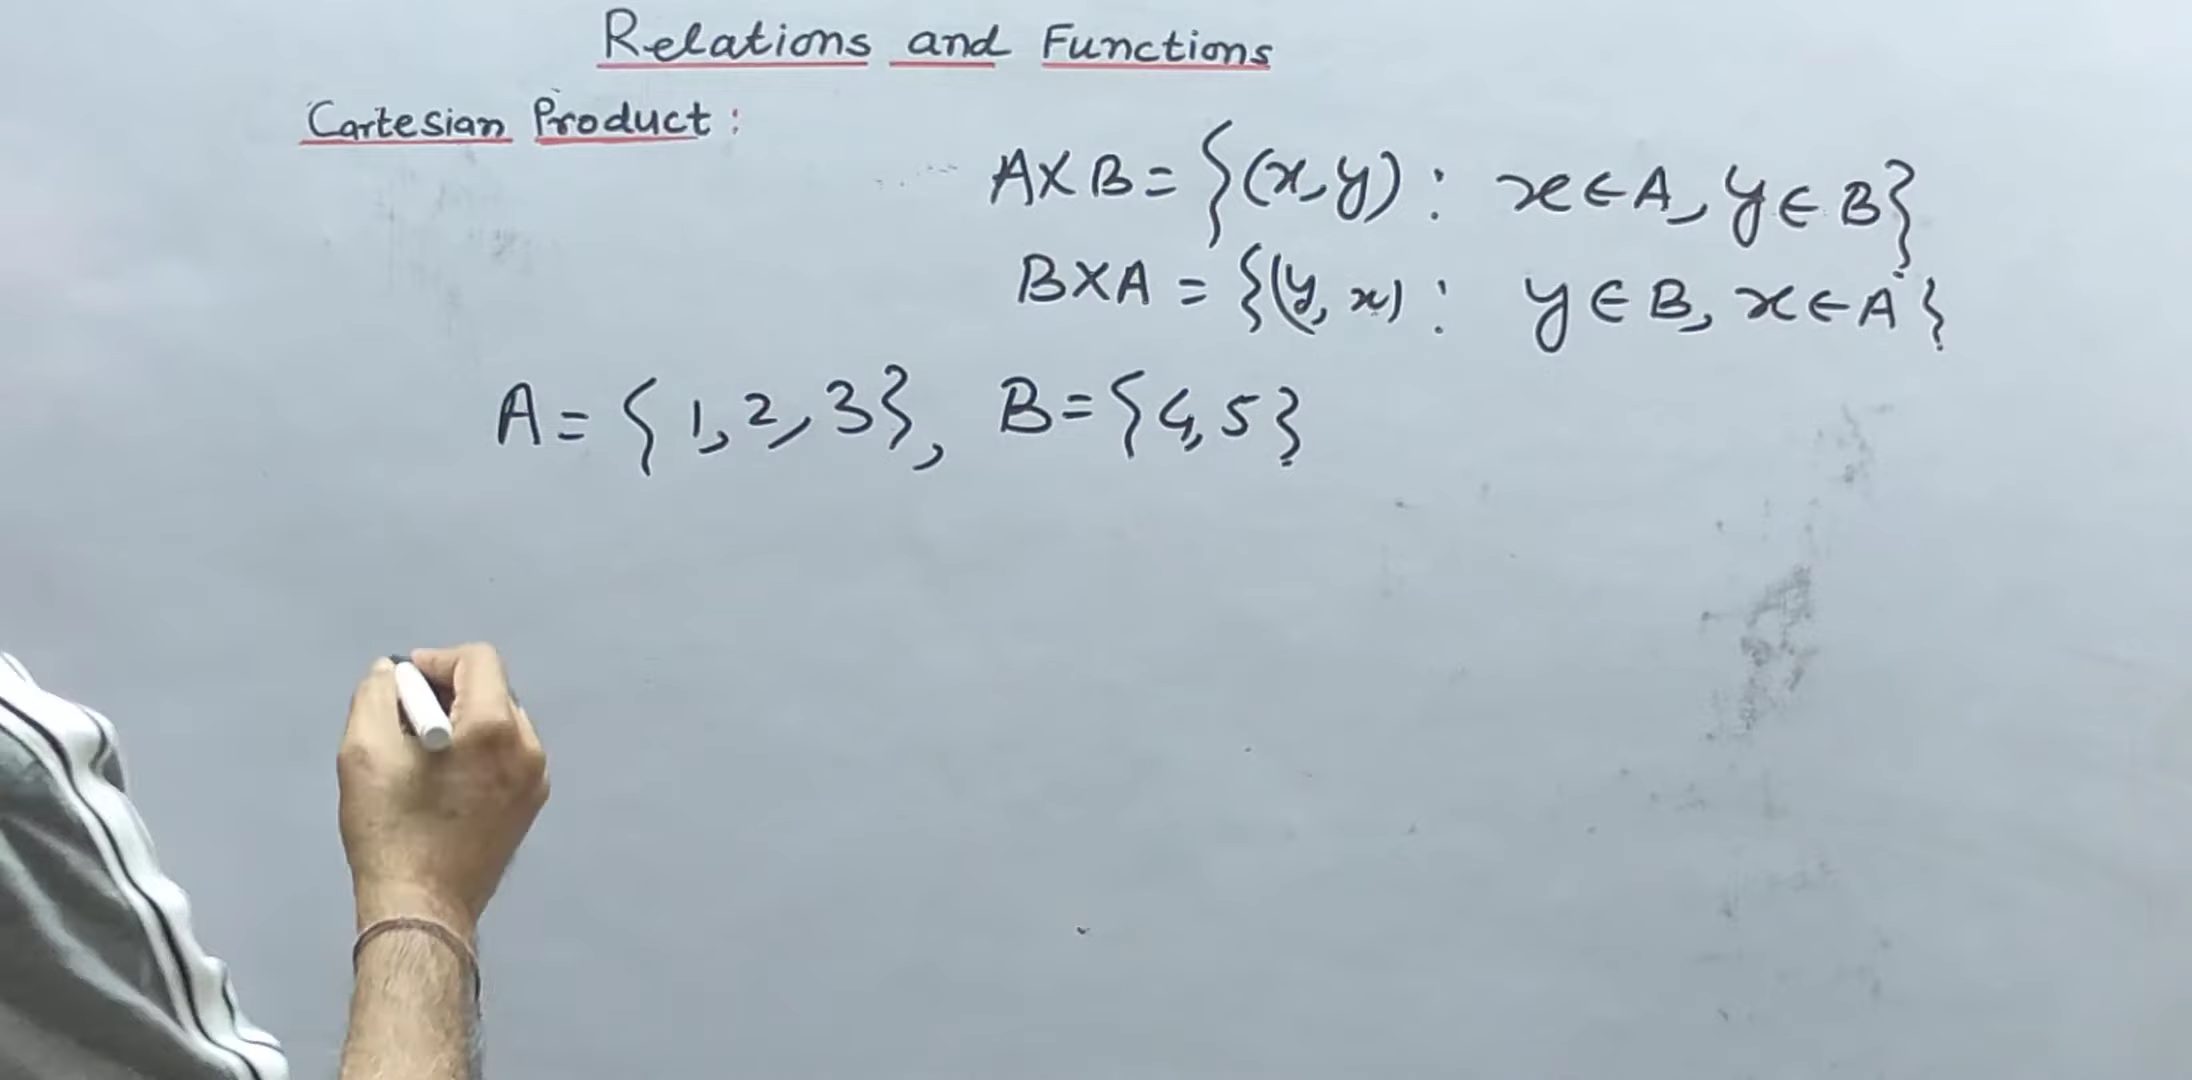 Relations and Functions
Cartesian Product:
A×B = {(x,y) : x∈A, y∈B}
B×A = {(y, x) : y∈B, x∈A}
A = {1,2,3}, B={4,5}